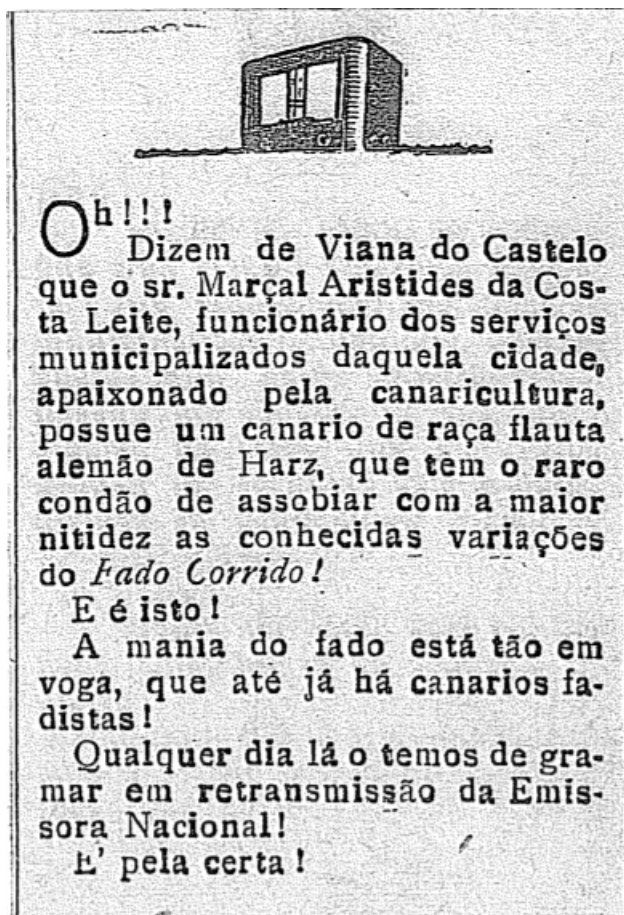 Oh!!!
Dizem de Viana do Castelo
que o sr. Marçal Aristides da Cos-
ta Leite, funcionário dos serviços
municipalizados daquela cidade,
apaixonado pela canaricultura,
possue um canario de raça flauta
alemão de Harz, que tem o raro
condão de assobiar com a maior
nitidez as conhecidas variações
do Fado Corrido!
E é isto!
A mania do fado está tão em
voga, que até já há canarios fa-
distas!
Qualquer dia lá o temos de gra-
mar em retransmissão da Emis-
sora Nacional!
E' pela certa!